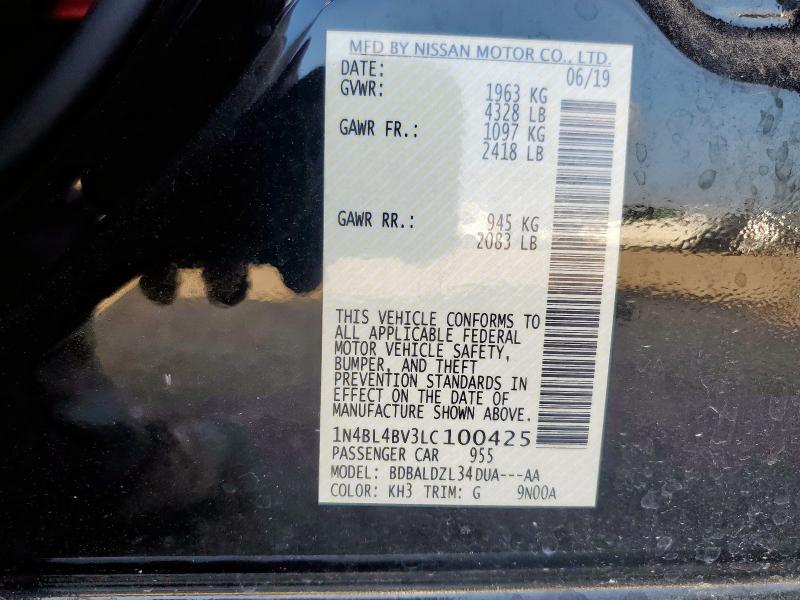 MFD BY NISSAN MOTOR CO., LTD.
DATE: 06/19
GVWR: 1963 KG
4328 LB
GAWR FR.: 1097 KG
2418 LB
GAWR RR.: 945 KG
2083 LB
THIS VEHICLE CONFORMS TO
ALL APPLICABLE FEDERAL
MOTOR VEHICLE SAFETY,
BUMPER, AND THEFT
PREVENTION STANDARDS IN
EFFECT ON THE DATE OF
MANUFACTURE SHOWN ABOVE.
1N4BL4BV3LC100425
PASSENGER CAR 955
MODEL: BDBALDZL34DUA---AA
COLOR: KH3 TRIM: G 9N00A